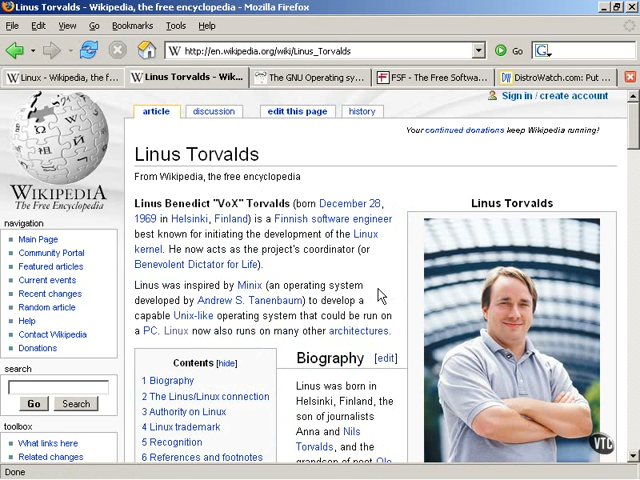 Linus Torvalds - Wikipedia, the free encyclopedia - Mozilla Firefox
File Edit View Go Bookmarks Tools Help
http://en.wikipedia.org/wiki/Linus_Torvalds Go G
Linux - Wikipedia, the f... Linus Torvalds - Wik... The GNU Operating sy... FSF - The Free Softwa... DistroWatch.com: Put ...
Sign in / create account
article discussion edit this page history
Your continued donations keep Wikipedia running!
WIKIPEDIA
The Free Encyclopedia
navigation
Main Page
Community Portal
Featured articles
Current events
Recent changes
Random article
Help
Contact Wikipedia
Donations
search
Go Search
toolbox
What links here
Related changes
Linus Torvalds
From Wikipedia, the free encyclopedia
Linus Benedict "VoX" Torvalds (born December 28,
1969 in Helsinki, Finland) is a Finnish software engineer
best known for initiating the development of the Linux
kernel. He now acts as the project's coordinator (or
Benevolent Dictator for Life).
Linus was inspired by Minix (an operating system
developed by Andrew S. Tanenbaum) to develop a
capable Unix-like operating system that could be run on
a PC. Linux now also runs on many other architectures.
Contents [hide]
1 Biography
2 The Linus/Linux connection
3 Authority on Linux
4 Linux trademark
5 Recognition
6 References and footnotes
Biography [edit]
Linus was born in
Helsinki, Finland, the
son of journalists
Anna and Nils
Torvalds, and the
grandson of poet Ole
Linus Torvalds
VTC
Done